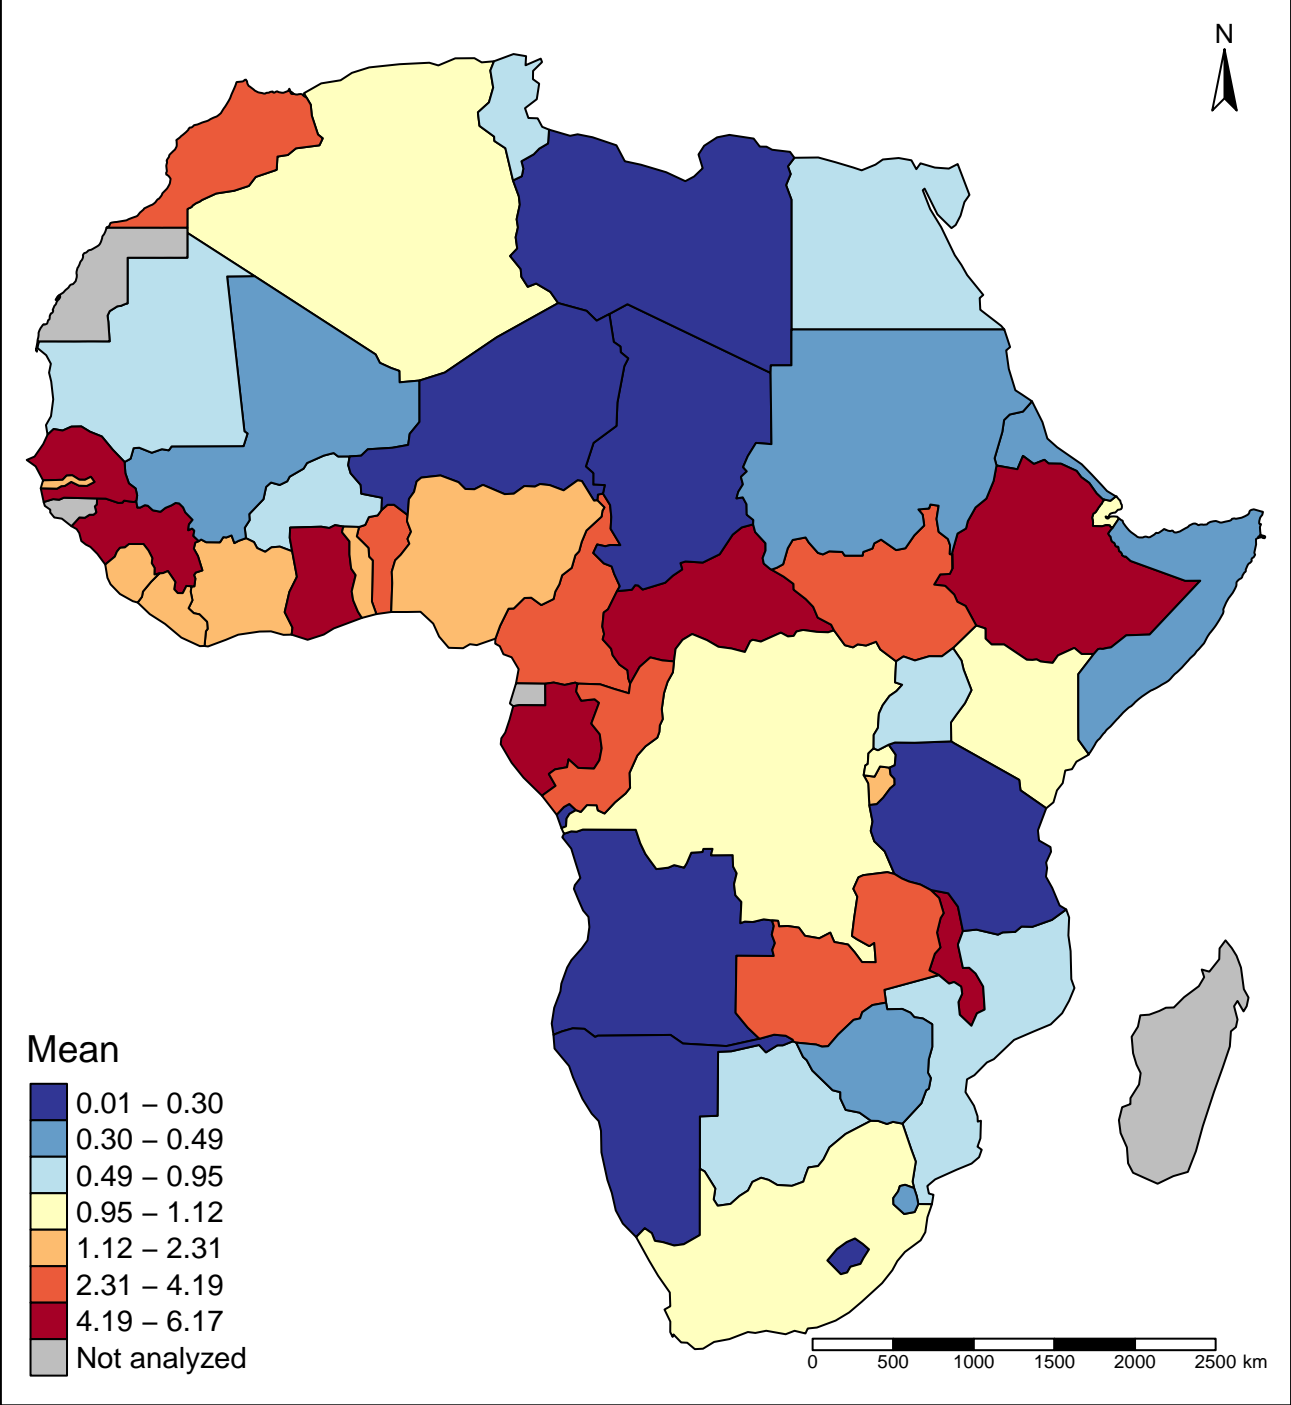 N
Mean
0.01 − 0.30
0.30 − 0.49
0.49 − 0.95
0.95 − 1.12
1.12 − 2.31
2.31 − 4.19
4.19 − 6.17
Not analyzed
0 500 1000 1500 2000 2500 km